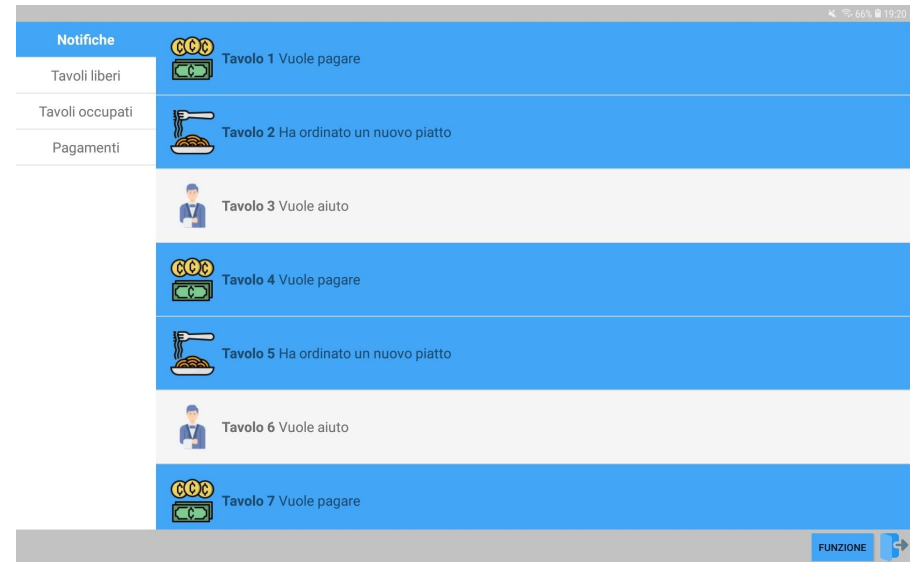 66% 19:20
Notifiche
Tavoli liberi
Tavoli occupati
Pagamenti
Tavolo 1 Vuole pagare
Tavolo 2 Ha ordinato un nuovo piatto
Tavolo 3 Vuole aiuto
Tavolo 4 Vuole pagare
Tavolo 5 Ha ordinato un nuovo piatto
Tavolo 6 Vuole aiuto
Tavolo 7 Vuole pagare
FUNZIONE